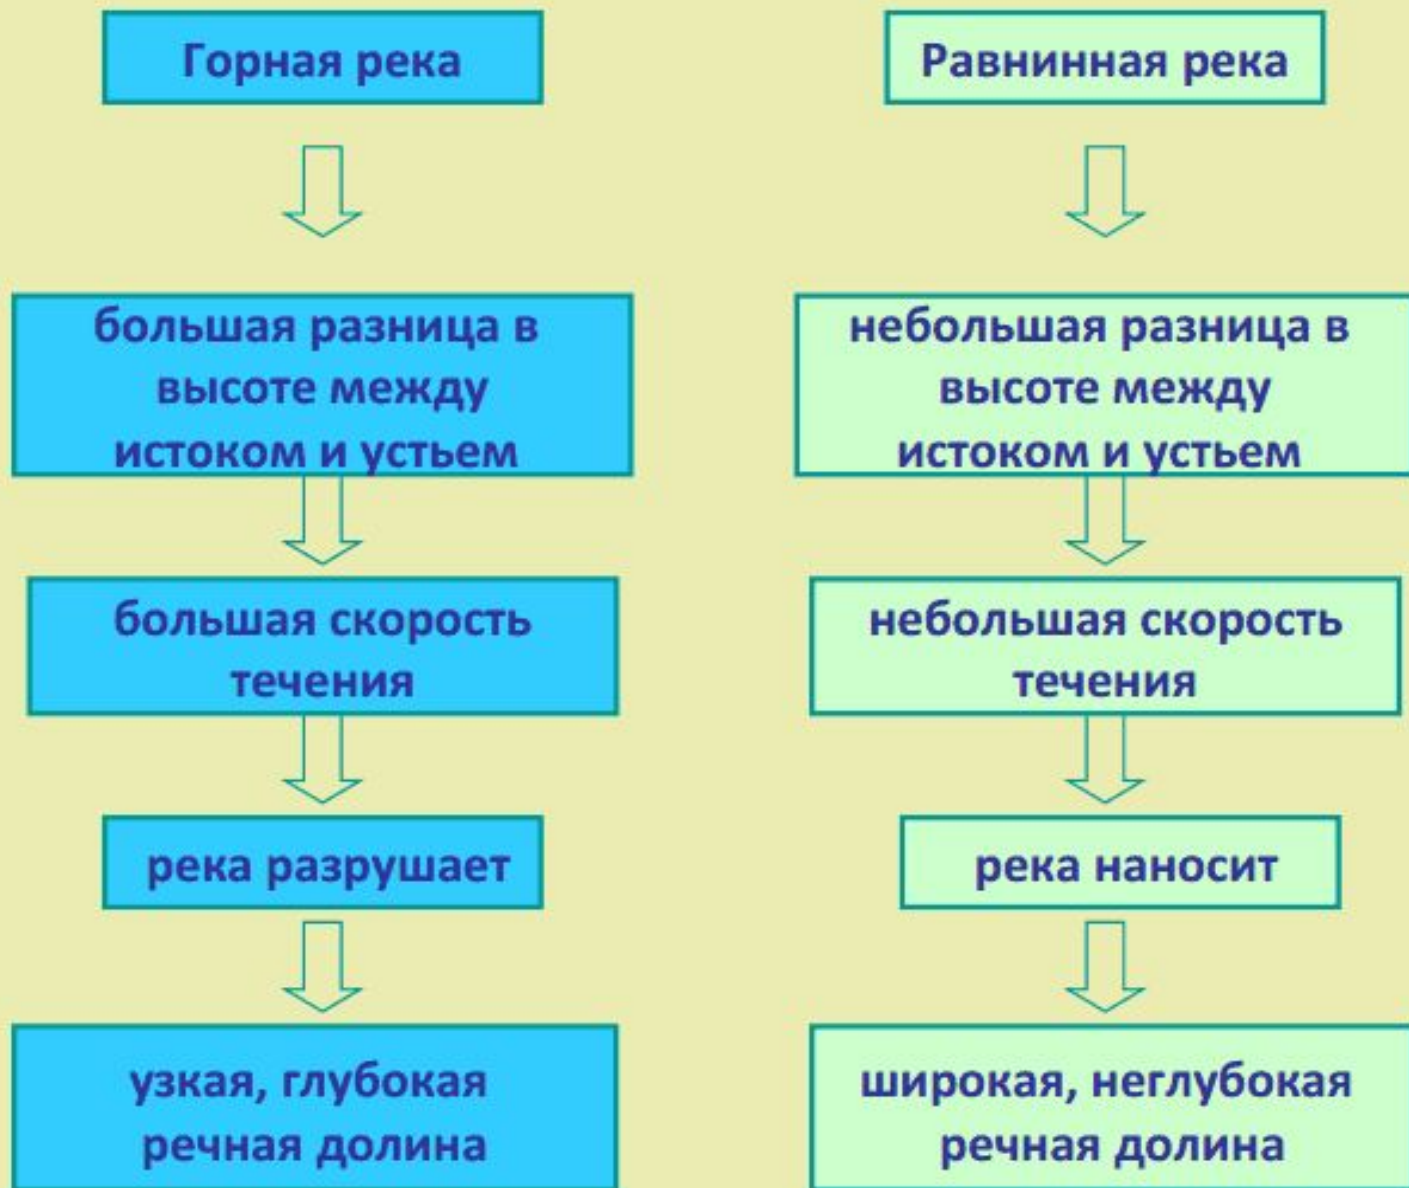 Горная река
большая разница в
высоте между
истоком и устьем
большая скорость
течения
река разрушает
узкая, глубокая
речная долина
Равнинная река
небольшая разница в
высоте между
истоком и устьем
небольшая скорость
течения
река наносит
широкая, неглубокая
речная долина